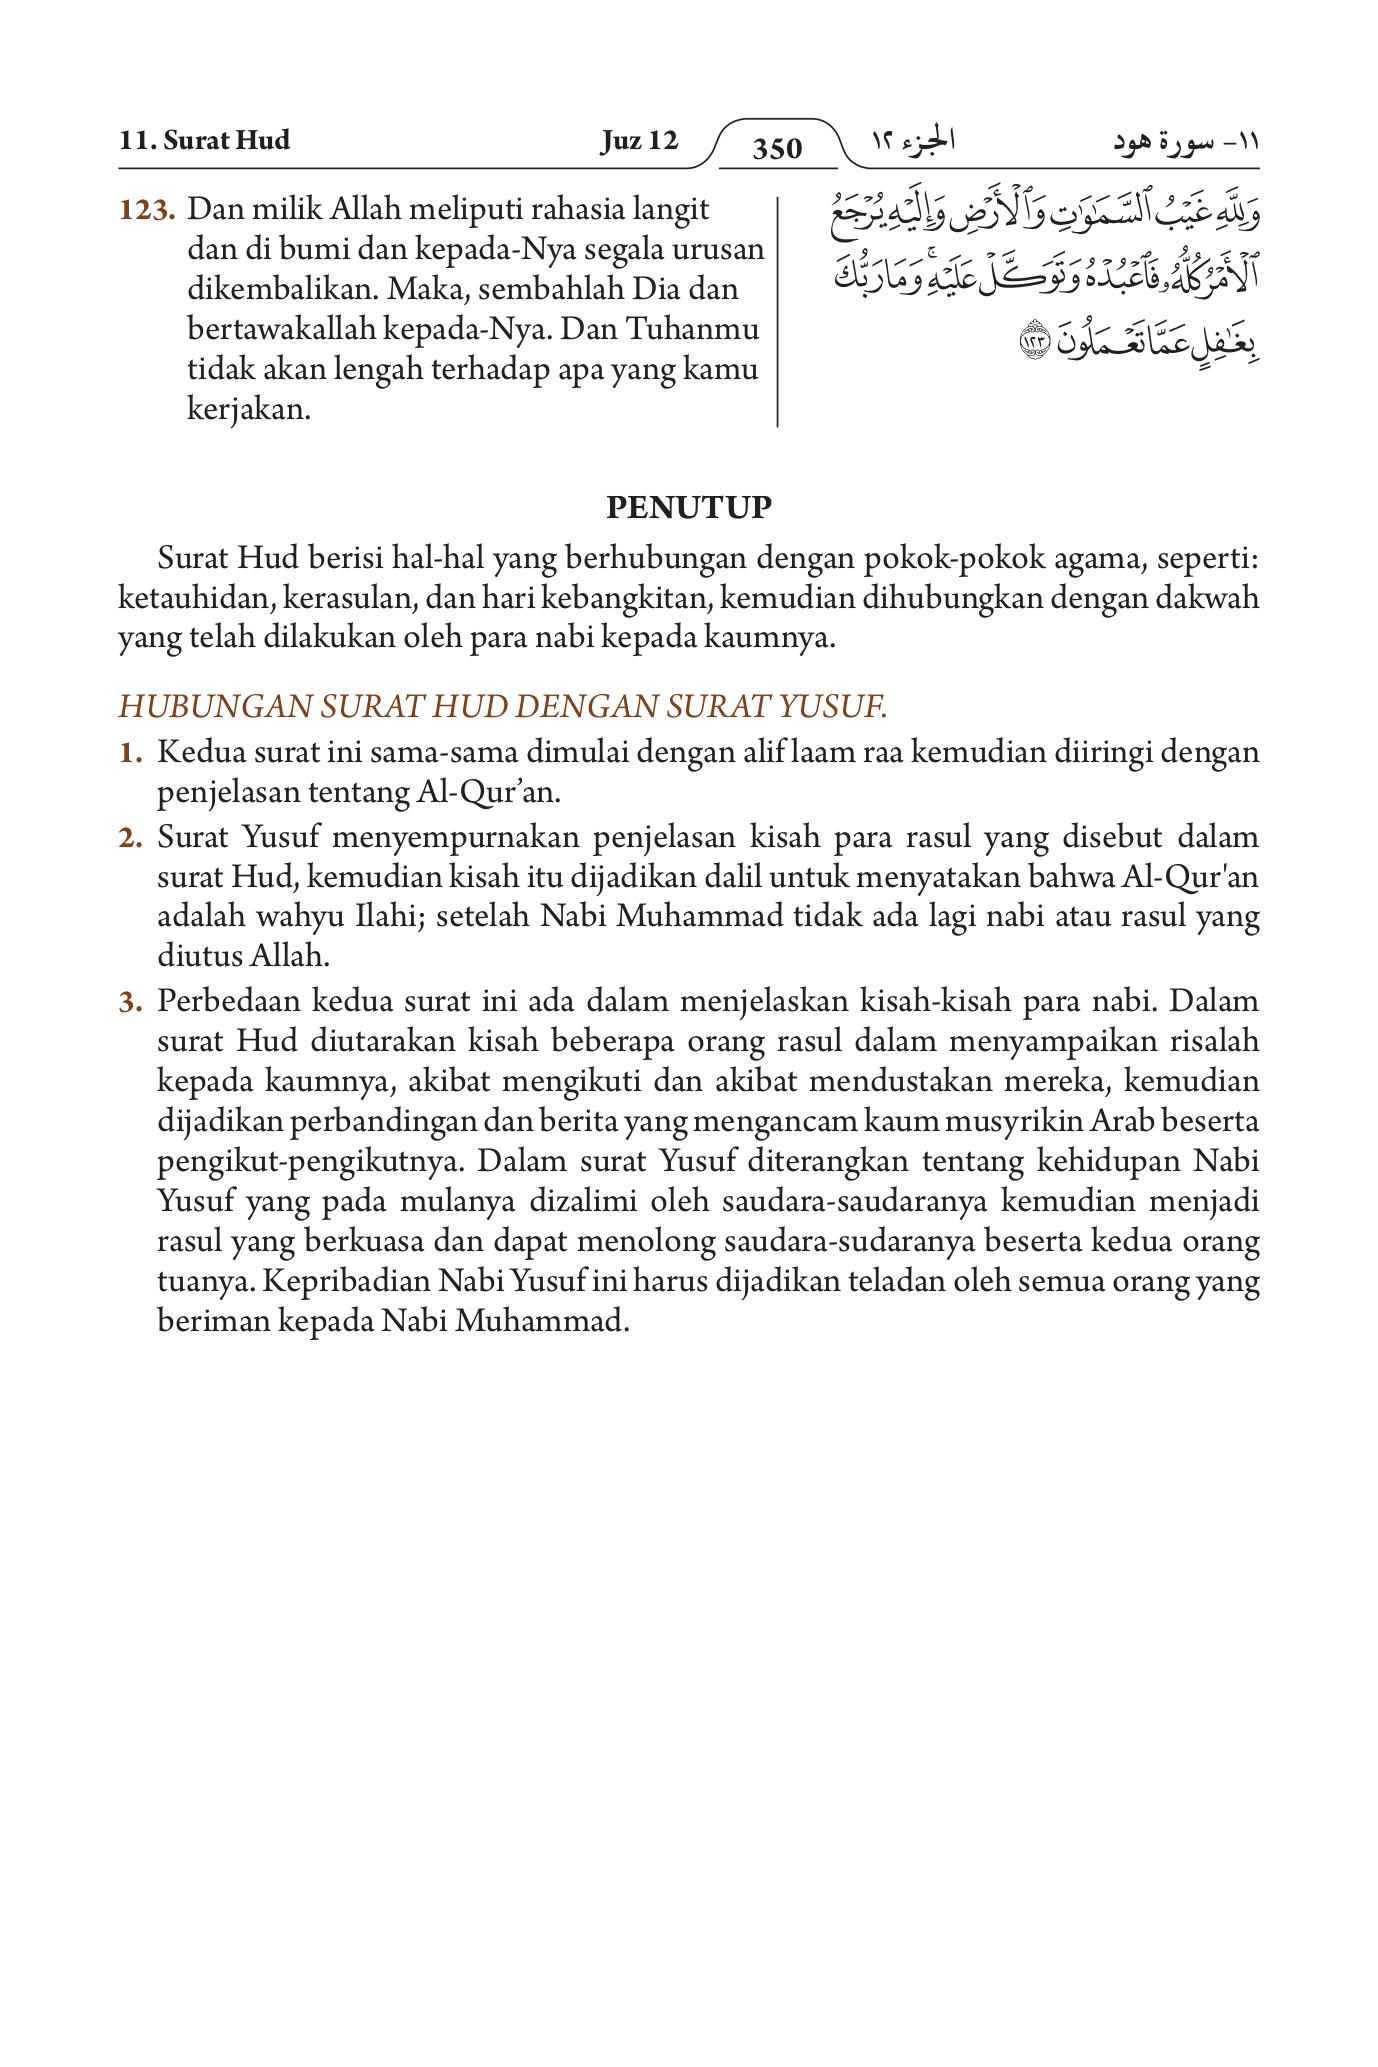 11. Surat Hud Juz 12 350 الجزء ١٢ ١١- سورة هود
123. Dan milik Allah meliputi rahasia langit
dan di bumi dan kepada-Nya segala urusan
dikembalikan. Maka, sembahlah Dia dan
bertawakallah kepada-Nya. Dan Tuhanmu
tidak akan lengah terhadap apa yang kamu
kerjakan.
وَلِلَّهِ غَيْبُ ٱلسَّمَٰوَٰتِ وَٱلْأَرْضِ وَإِلَيْهِ يُرْجَعُ
ٱلْأَمْرُ كُلُّهُۥ فَٱعْبُدْهُ وَتَوَكَّلْ عَلَيْهِ ۚ وَمَا رَبُّكَ
بِغَٰفِلٍ عَمَّا تَعْمَلُونَ ١٢٣
PENUTUP
Surat Hud berisi hal-hal yang berhubungan dengan pokok-pokok agama, seperti:
ketauhidan, kerasulan, dan hari kebangkitan, kemudian dihubungkan dengan dakwah
yang telah dilakukan oleh para nabi kepada kaumnya.
HUBUNGAN SURAT HUD DENGAN SURAT YUSUF.
1. Kedua surat ini sama-sama dimulai dengan alif laam raa kemudian diiringi dengan
penjelasan tentang Al-Qur’an.
2. Surat Yusuf menyempurnakan penjelasan kisah para rasul yang disebut dalam
surat Hud, kemudian kisah itu dijadikan dalil untuk menyatakan bahwa Al-Qur'an
adalah wahyu Ilahi; setelah Nabi Muhammad tidak ada lagi nabi atau rasul yang
diutus Allah.
3. Perbedaan kedua surat ini ada dalam menjelaskan kisah-kisah para nabi. Dalam
surat Hud diutarakan kisah beberapa orang rasul dalam menyampaikan risalah
kepada kaumnya, akibat mengikuti dan akibat mendustakan mereka, kemudian
dijadikan perbandingan dan berita yang mengancam kaum musyrikin Arab beserta
pengikut-pengikutnya. Dalam surat Yusuf diterangkan tentang kehidupan Nabi
Yusuf yang pada mulanya dizalimi oleh saudara-saudaranya kemudian menjadi
rasul yang berkuasa dan dapat menolong saudara-sudaranya beserta kedua orang
tuanya. Kepribadian Nabi Yusuf ini harus dijadikan teladan oleh semua orang yang
beriman kepada Nabi Muhammad.